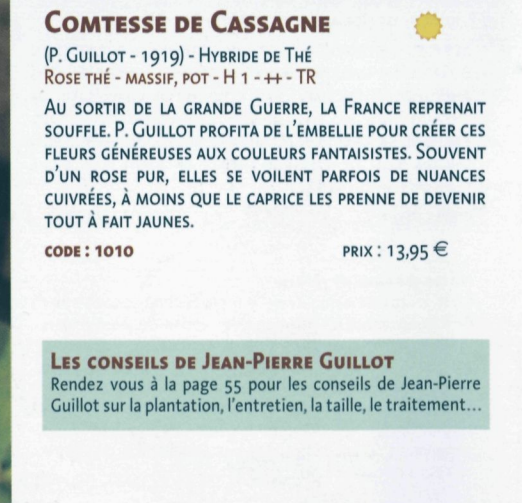 COMTESSE DE CASSAGNE
(P. GUILLOT - 1919) - HYBRIDE DE THÉ
ROSE THÉ - MASSIF, POT - H 1 - ++ - TR
AU SORTIR DE LA GRANDE GUERRE, LA FRANCE REPRENAIT
SOUFFLE. P. GUILLOT PROFITA DE L'EMBELLIE POUR CRÉER CES
FLEURS GÉNÉREUSES AUX COULEURS FANTAISISTES. SOUVENT
D'UN ROSE PUR, ELLES SE VOILENT PARFOIS DE NUANCES
CUIVRÉES, À MOINS QUE LE CAPRICE LES PRENNE DE DEVENIR
TOUT À FAIT JAUNES.
CODE : 1010 PRIX : 13,95 €
LES CONSEILS DE JEAN-PIERRE GUILLOT
Rendez vous à la page 55 pour les conseils de Jean-Pierre
Guillot sur la plantation, l'entretien, la taille, le traitement...